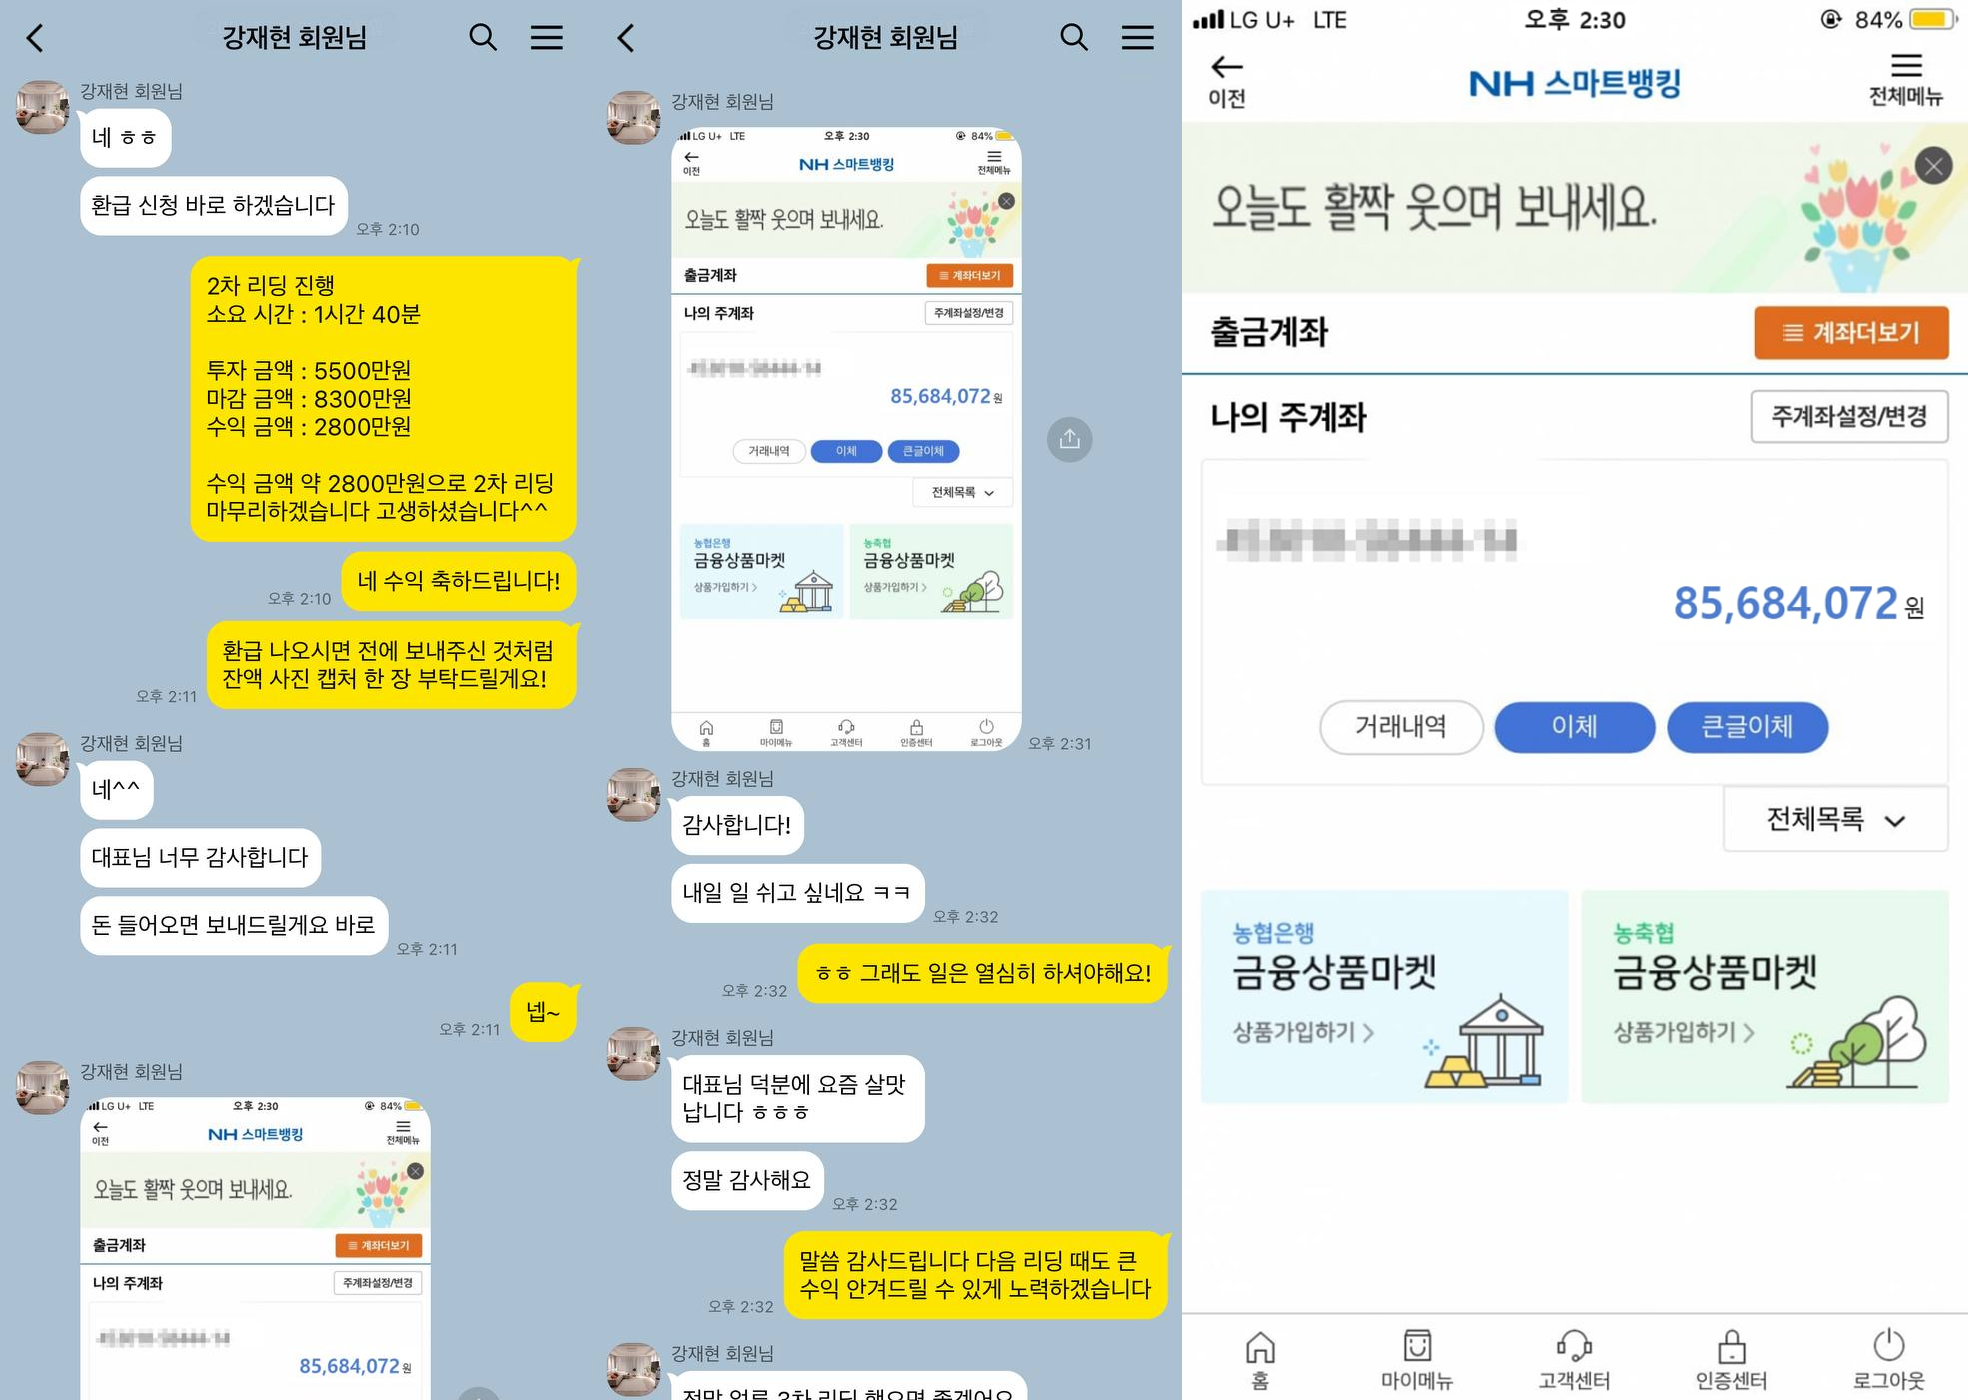 강재현 회원님
강재현 회원님
네 ㅎㅎ
환급 신청 바로 하겠습니다
오후 2:10
2차 리딩 진행
소요 시간 : 1시간 40분
투자 금액 : 5500만원
마감 금액 : 8300만원
수익 금액 : 2800만원
수익 금액 약 2800만원으로 2차 리딩
마무리하겠습니다 고생하셨습니다^^
네 수익 축하드립니다!
오후 2:10
환급 나오시면 전에 보내주신 것처럼
잔액 사진 캡처 한 장 부탁드릴게요!
오후 2:11
강재현 회원님
네^^
대표님 너무 감사합니다
돈 들어오면 보내드릴게요 바로
오후 2:11
넵~
오후 2:11
강재현 회원님
LG U+ LTE 오후 2:30 84%
이전
NH 스마트뱅킹
전체메뉴
오늘도 활짝 웃으며 보내세요.
출금계좌
계좌더보기
나의 주계좌
주계좌설정/변경
85,684,072 원
강재현 회원님
강재현 회원님
LG U+ LTE 오후 2:30 84%
이전
NH 스마트뱅킹
전체메뉴
오늘도 활짝 웃으며 보내세요.
출금계좌
계좌더보기
나의 주계좌
주계좌설정/변경
85,684,072 원
거래내역 이체 큰글이체
전체목록
농협은행
금융상품마켓
상품가입하기 >
농축협
금융상품마켓
상품가입하기 >
홈 마이메뉴 고객센터 인증센터 로그아웃
오후 2:31
강재현 회원님
감사합니다!
내일 일 쉬고 싶네요 ㅋㅋ
오후 2:32
ㅎㅎ 그래도 일은 열심히 하셔야해요!
오후 2:32
강재현 회원님
대표님 덕분에 요즘 살맛
납니다 ㅎㅎㅎ
정말 감사해요
오후 2:32
말씀 감사드립니다 다음 리딩 때도 큰
수익 안겨드릴 수 있게 노력하겠습니다
오후 2:32
강재현 회원님
LG U+ LTE 오후 2:30 84%
이전
NH 스마트뱅킹
전체메뉴
오늘도 활짝 웃으며 보내세요.
출금계좌
계좌더보기
나의 주계좌
주계좌설정/변경
85,684,072 원
거래내역 이체 큰글이체
전체목록
농협은행
금융상품마켓
상품가입하기 >
농축협
금융상품마켓
상품가입하기 >
홈 마이메뉴 고객센터 인증센터 로그아웃